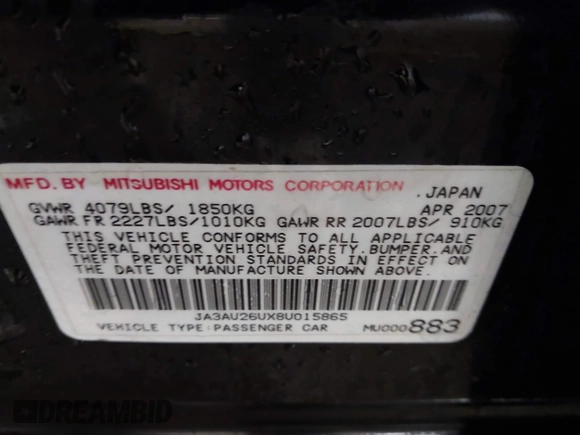 MFD. BY MITSUBISHI MOTORS CORPORATION
.JAPAN
GVWR 4079LBS/ 1850KG APR 2007
GAWR FR 2227LBS/1010KG GAWR RR 2007LBS/ 910KG
THIS VEHICLE CONFORMS TO ALL APPLICABLE
FEDERAL MOTOR VEHICLE SAFETY.BUMPER.AND
THEFT PREVENTION STANDARDS IN EFFECT ON
THE DATE OF MANUFACTURE SHOWN ABOVE.
JA3AU26UX8U015865
VEHICLE TYPE:PASSENGER CAR MU000883
DREAMBID